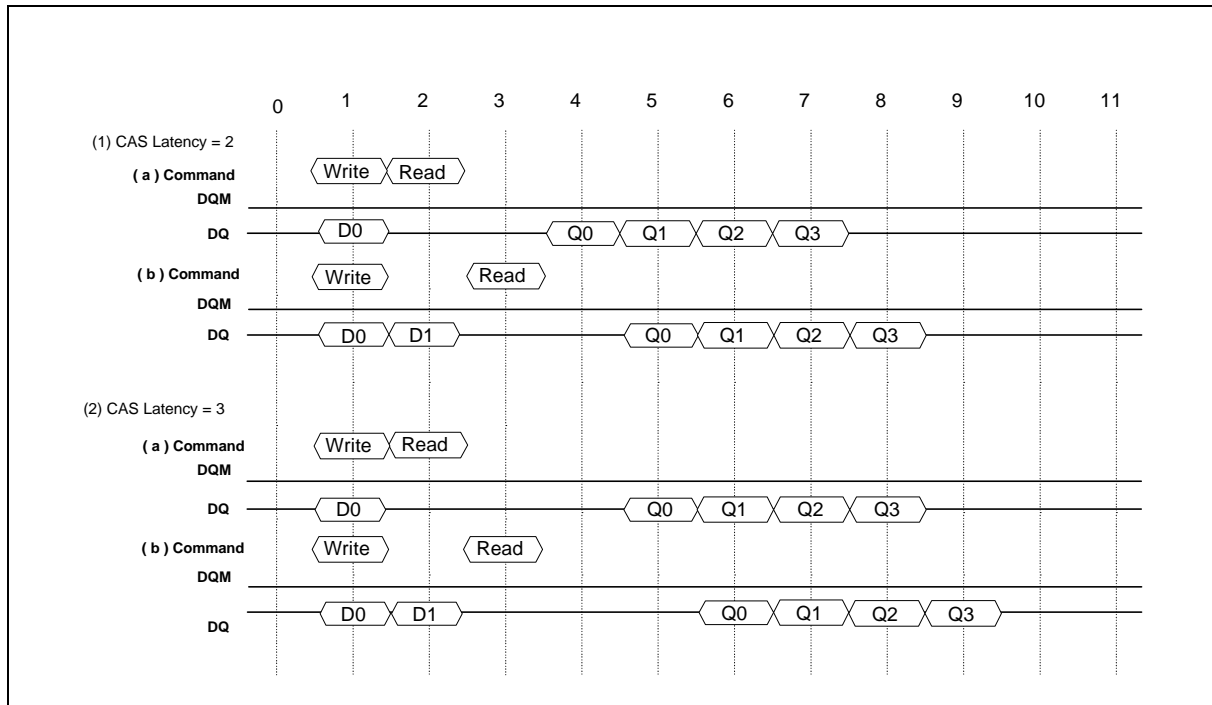 0 1 2 3 4 5 6 7 8 9 10 11
(1) CAS Latency = 2
( a ) Command Write Read
DQM
DQ D0 Q0 Q1 Q2 Q3
( b ) Command Write Read
DQM
DQ D0 D1 Q0 Q1 Q2 Q3
(2) CAS Latency = 3
( a ) Command Write Read
DQM
DQ D0 Q0 Q1 Q2 Q3
( b ) Command Write Read
DQM
DQ D0 D1 Q0 Q1 Q2 Q3